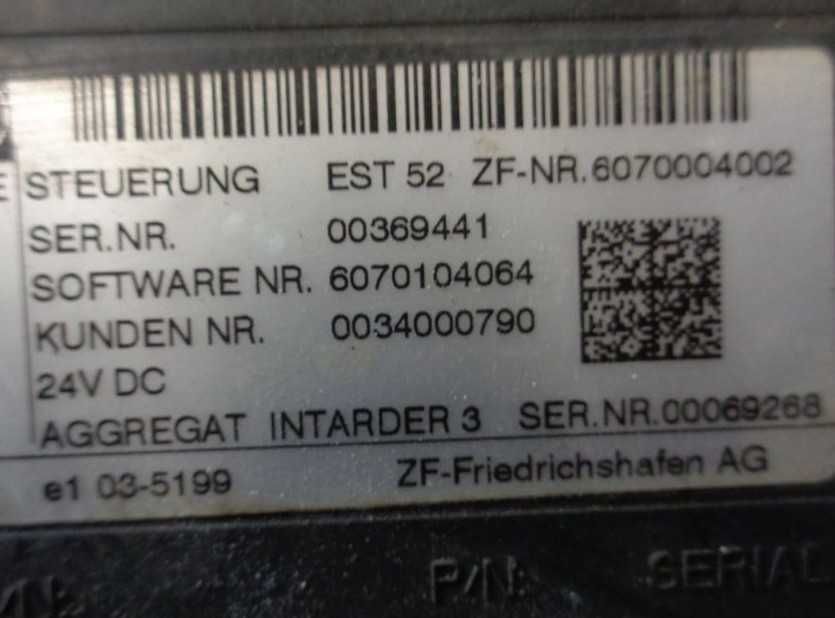 E STEUERUNG EST 52 ZF-NR. 6070004002
SER.NR. 00369441
SOFTWARE NR. 6070104064
KUNDEN NR. 0034000790
24V DC
AGGREGAT INTARDER 3 SER.NR.00069268
e1 03-5199 ZF-Friedrichshafen AG
P/N: SERIAL